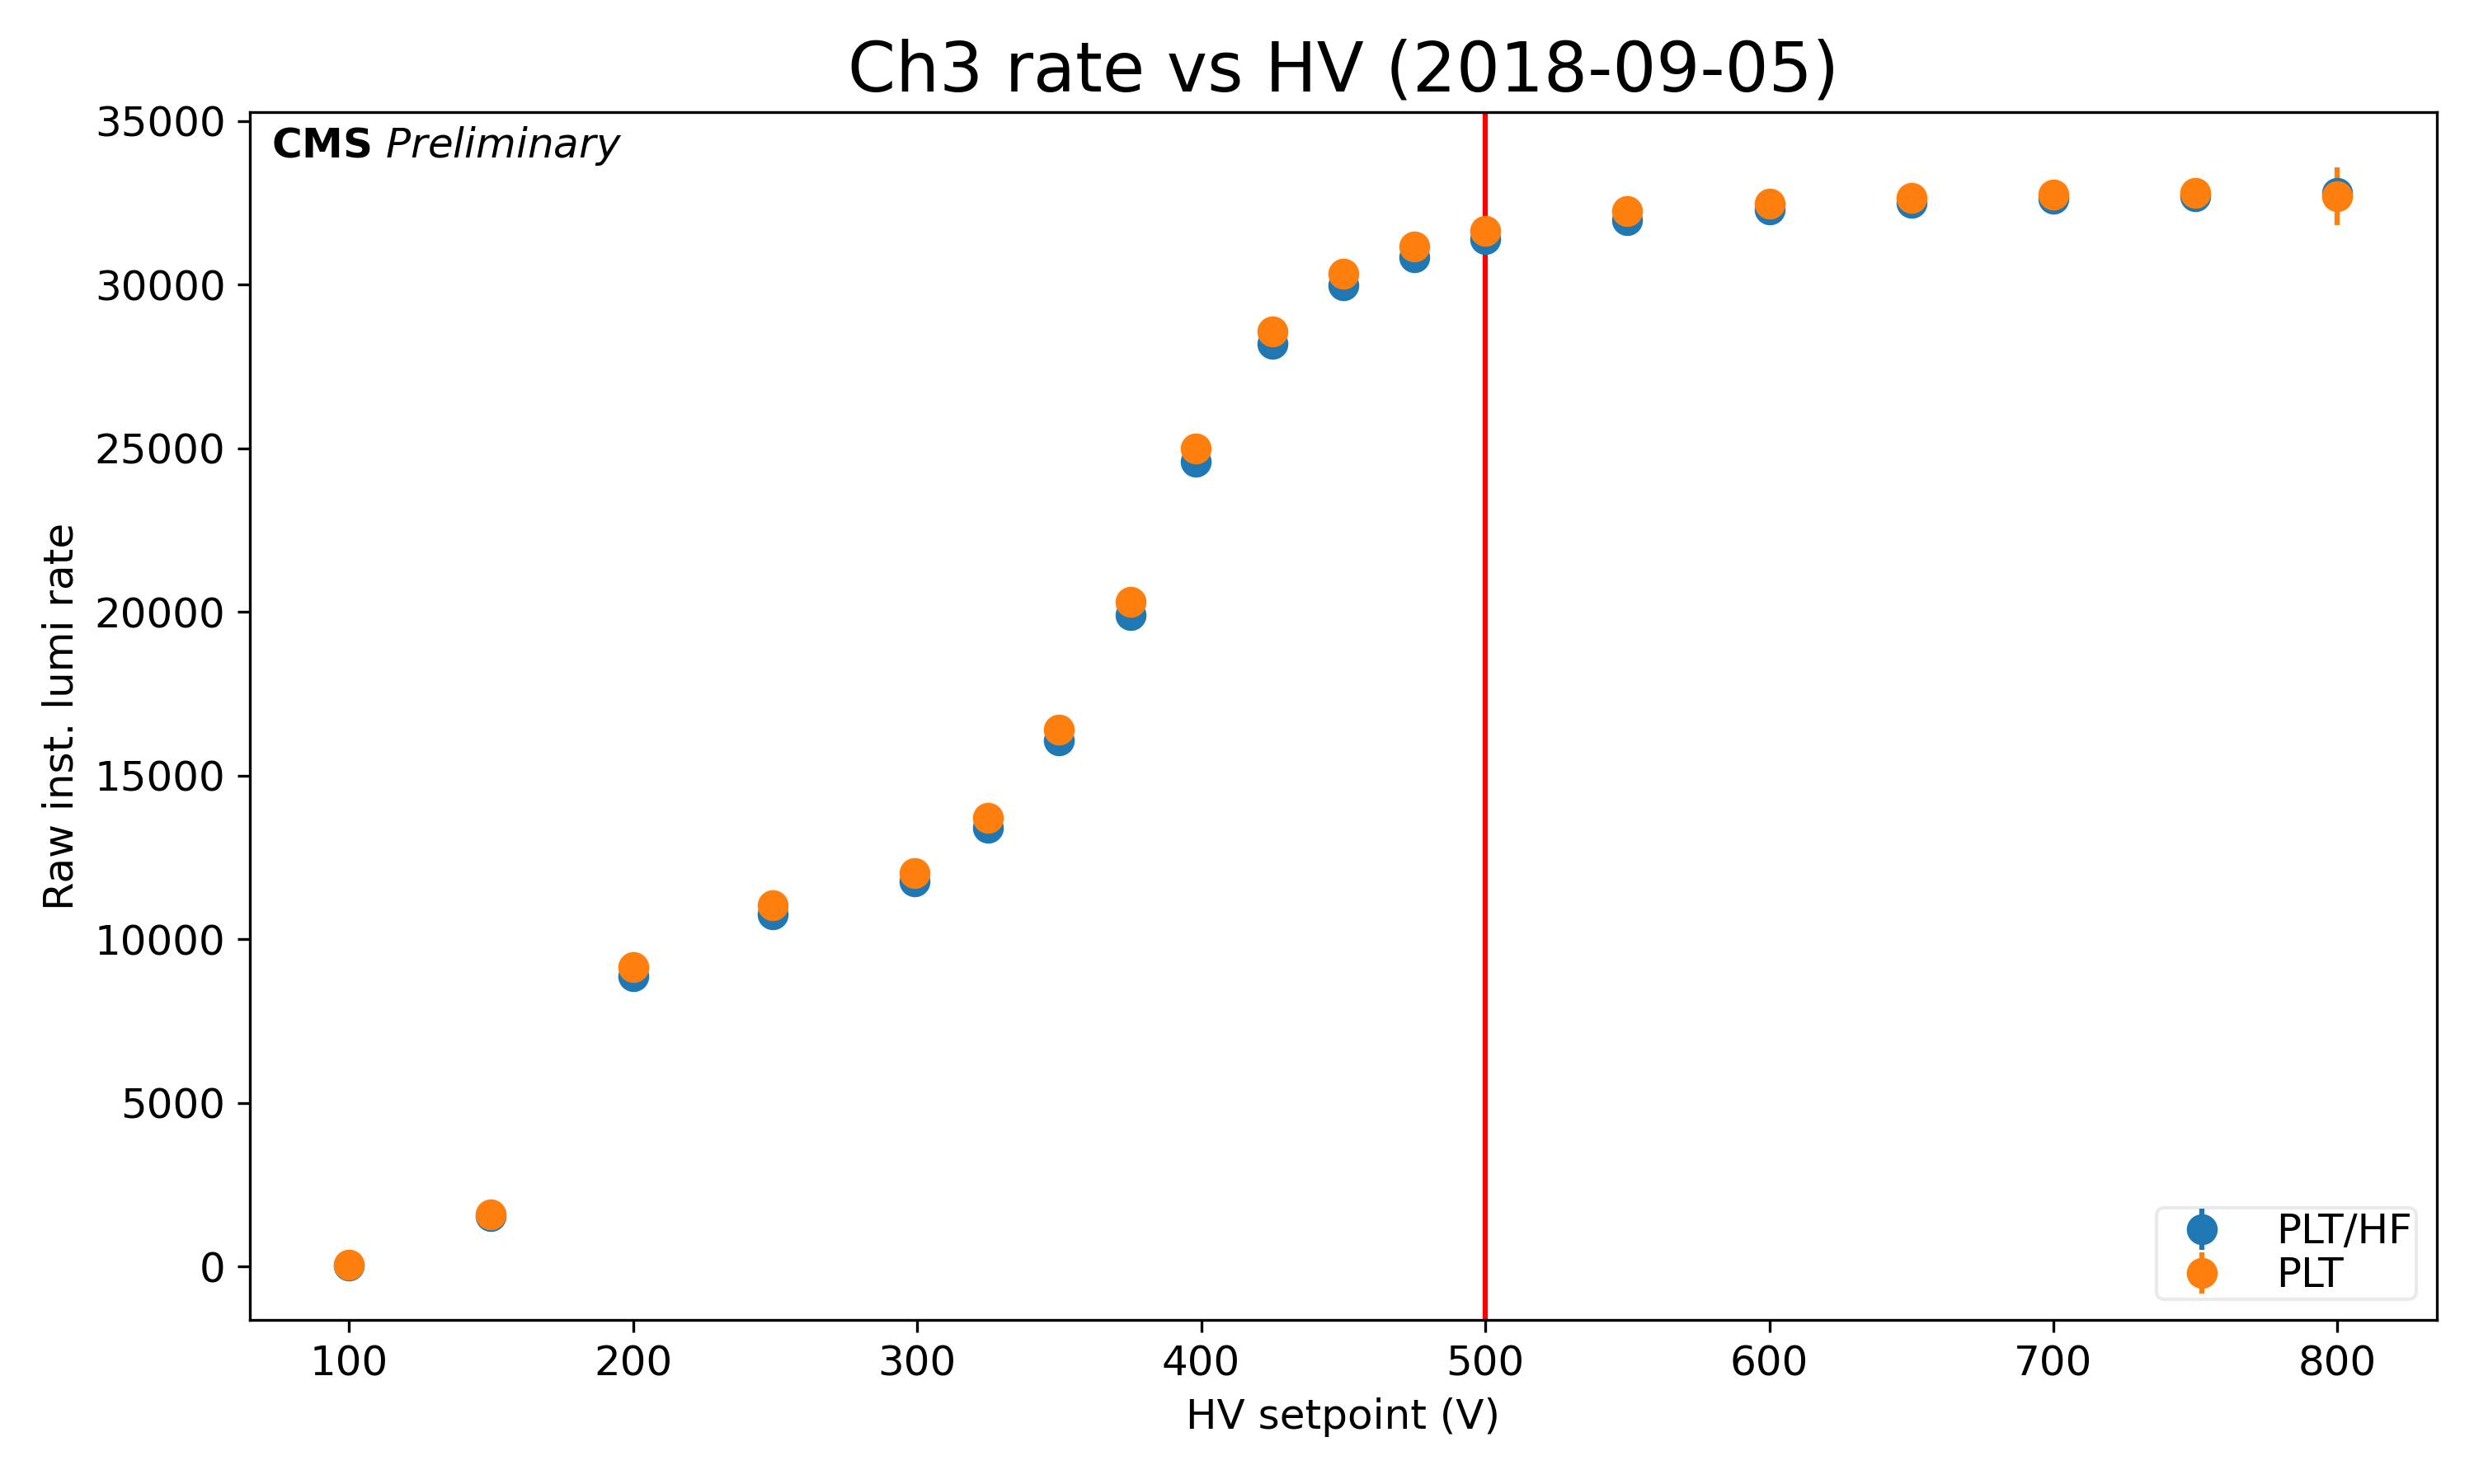 Ch3 rate vs HV (2018-09-05)
CMS Preliminary
35000
30000
25000
20000
15000
10000
5000
0
Raw inst. lumi rate
PLT/HF
PLT
100 200 300 400 500 600 700 800
HV setpoint (V)